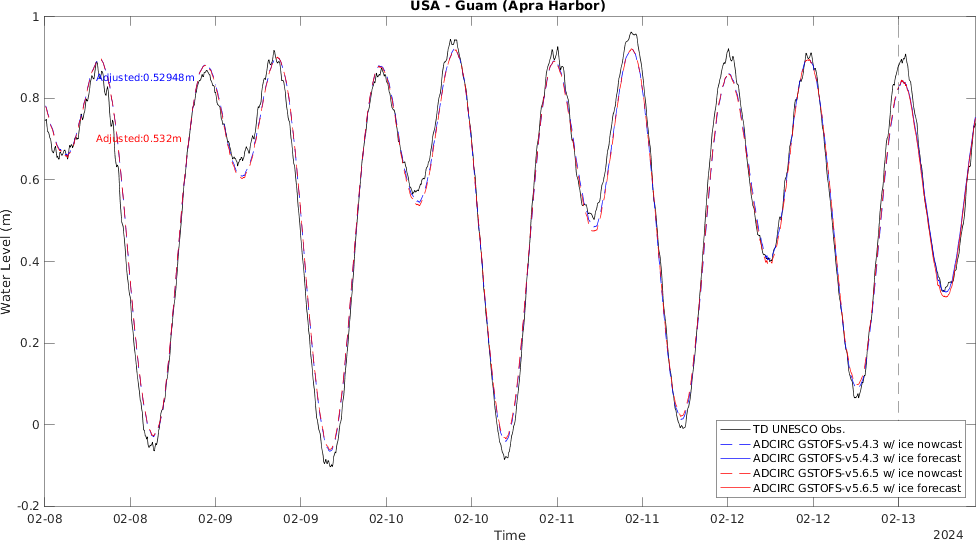 USA - Guam (Apra Harbor)
1
0.8
0.6
0.4
0.2
0
-0.2
Water Level (m)
Adjusted:0.52948m
Adjusted:0.532m
TD UNESCO Obs.
ADCIRC GSTOFS-v5.4.3 w/ ice nowcast
ADCIRC GSTOFS-v5.4.3 w/ ice forecast
ADCIRC GSTOFS-v5.6.5 w/ ice nowcast
ADCIRC GSTOFS-v5.6.5 w/ ice forecast
02-08 02-08 02-09 02-09 02-10 02-10 02-11 02-11 02-12 02-12 02-13
Time
2024